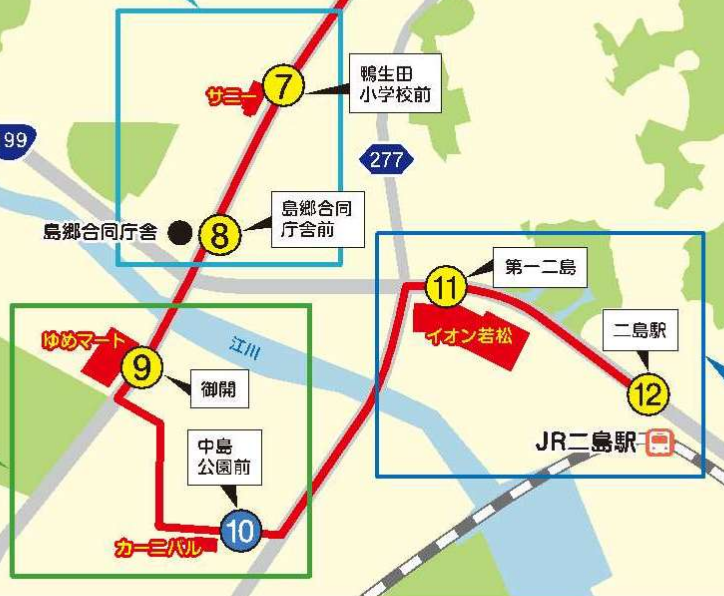 7
サニー
鴨生田
小学校前
99
277
島郷合同
庁舎前
島郷合同庁舎
8
11
第一二島
イオン若松
二島駅
12
JR二島駅
ゆめマート
9
江川
御開
中島
公園前
10
カーニバル